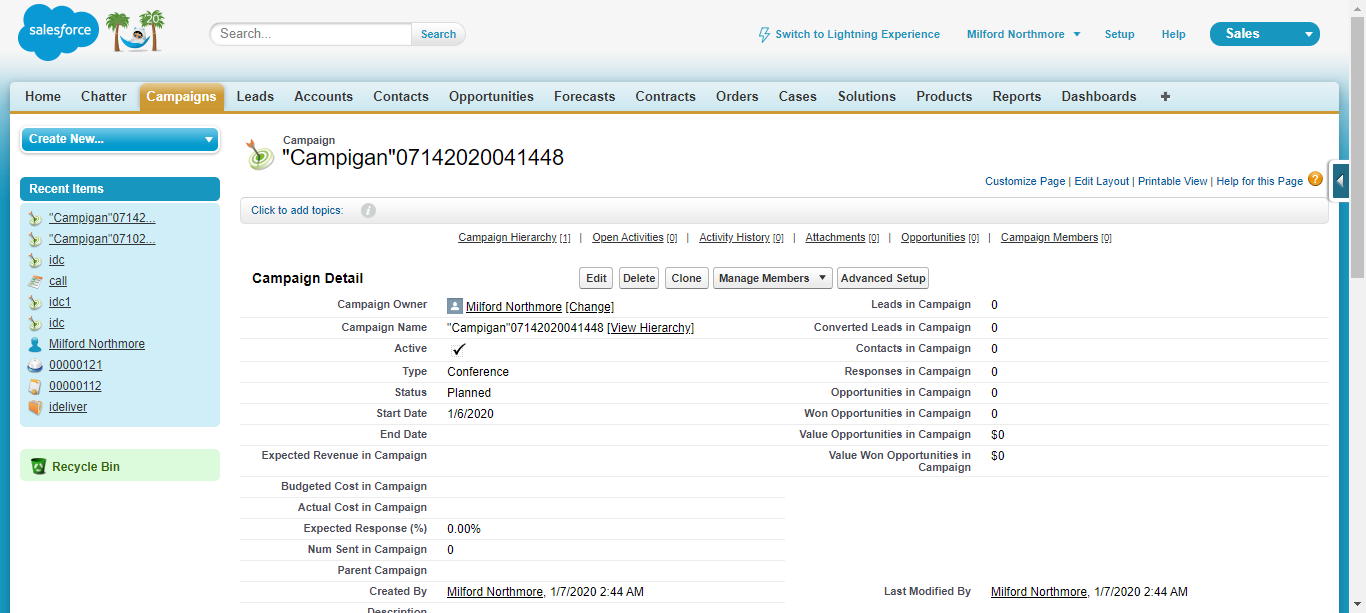 salesforce
20
Search...
Search
Switch to Lightning Experience
Milford Northmore
Setup
Help
Sales
Home Chatter Campaigns Leads Accounts Contacts Opportunities Forecasts Contracts Orders Cases Solutions Products Reports Dashboards +
Create New...
Recent Items
"Campigan"07142...
"Campigan"07102...
idc
call
idc1
idc
Milford Northmore
00000121
00000112
ideliver
Recycle Bin
Campaign
"Campigan"07142020041448
Customize Page | Edit Layout | Printable View | Help for this Page ?
Click to add topics: i
Campaign Hierarchy [1] | Open Activities [0] | Activity History [0] | Attachments [0] | Opportunities [0] | Campaign Members [0]
Campaign Detail
Edit Delete Clone Manage Members Advanced Setup
Campaign Owner Milford Northmore [Change] Leads in Campaign 0
Campaign Name "Campigan"07142020041448 [View Hierarchy] Converted Leads in Campaign 0
Active Contacts in Campaign 0
Type Conference Responses in Campaign 0
Status Planned Opportunities in Campaign 0
Start Date 1/6/2020 Won Opportunities in Campaign 0
End Date Value Opportunities in Campaign $0
Expected Revenue in Campaign Value Won Opportunities in $0
Campaign
Budgeted Cost in Campaign
Actual Cost in Campaign
Expected Response (%) 0.00%
Num Sent in Campaign 0
Parent Campaign
Created By Milford Northmore, 1/7/2020 2:44 AM Last Modified By Milford Northmore, 1/7/2020 2:44 AM
Description